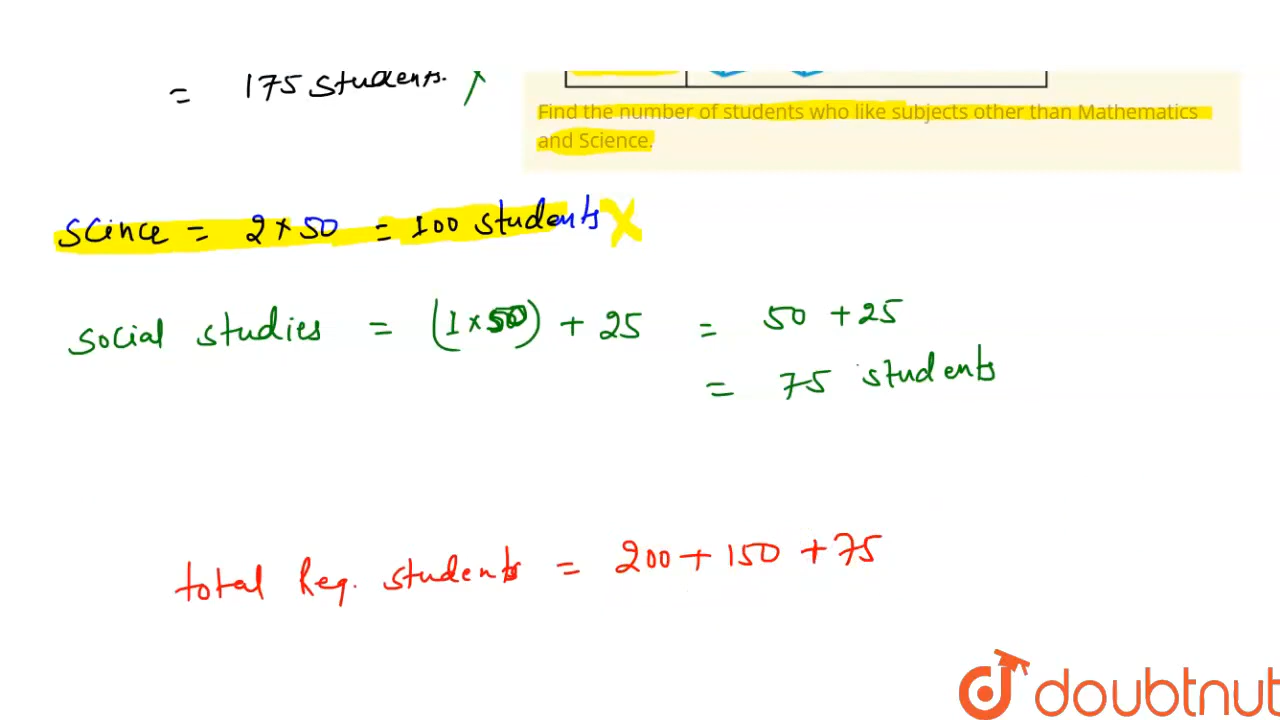 = 175 students.
Find the number of students who like subjects other than Mathematics
and Science.
Scince = 2 × 50 = 100 students X
Social studies = (1 × 50) + 25 = 50 + 25
= 75 students
total Req. students = 200 + 150 + 75
doubtnut